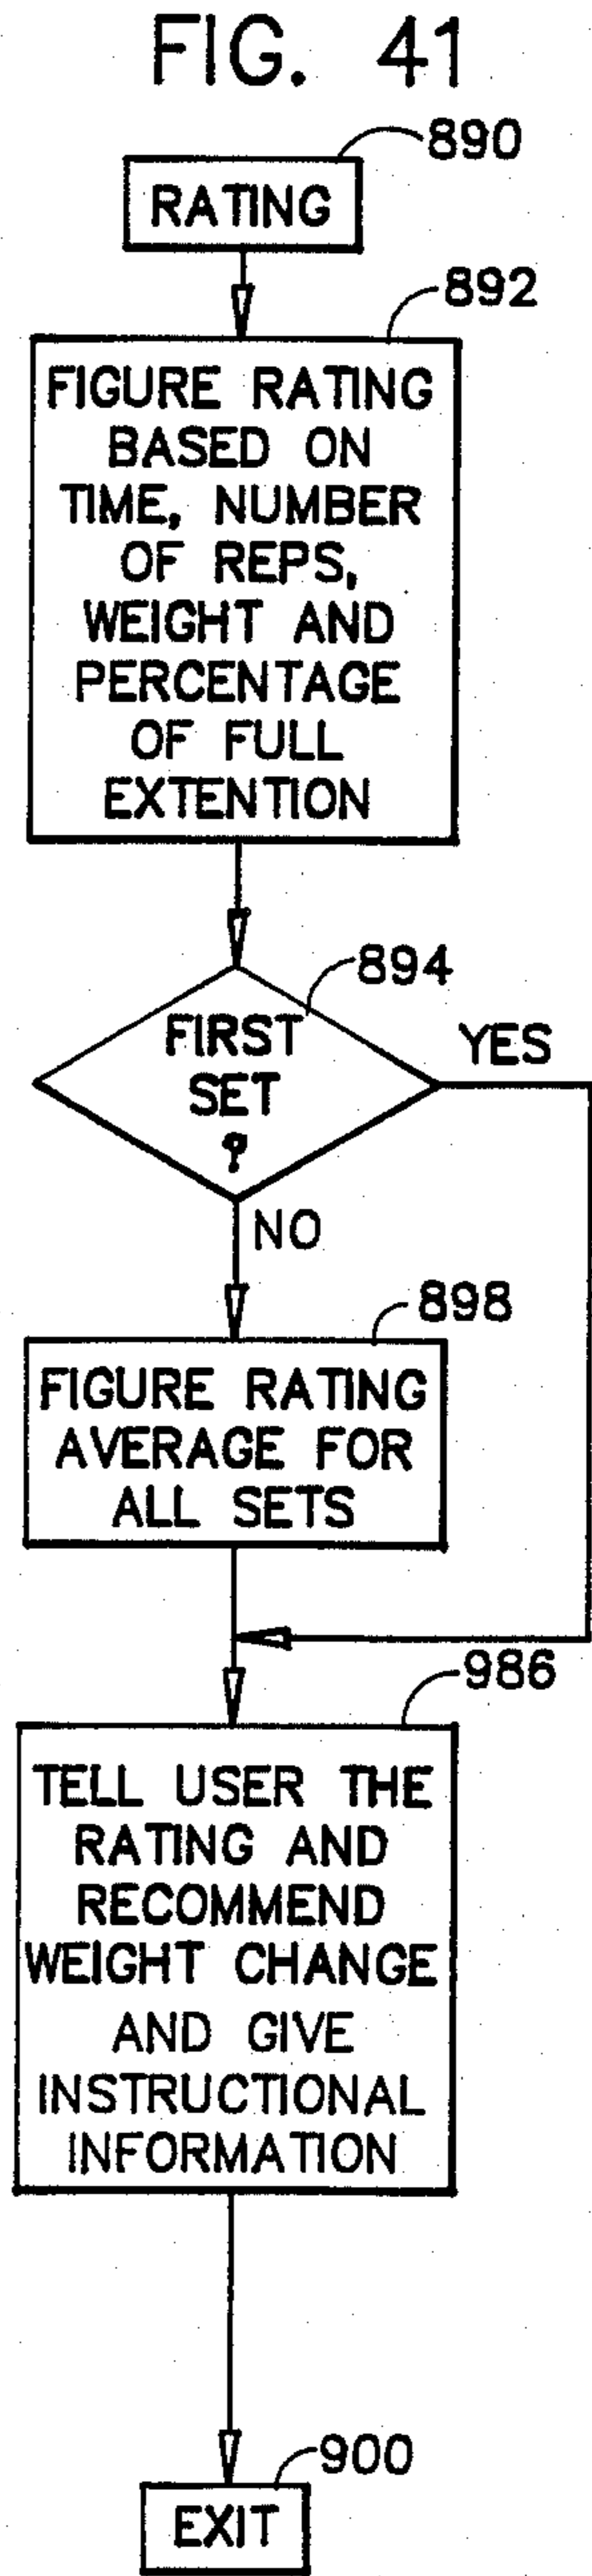 FIG. 41
890
RATING
892
FIGURE RATING
BASED ON
TIME, NUMBER
OF REPS,
WEIGHT AND
PERCENTAGE
OF FULL
EXTENTION
894
FIRST
SET
?
YES
NO
898
FIGURE RATING
AVERAGE FOR
ALL SETS
986
TELL USER THE
RATING AND
RECOMMEND
WEIGHT CHANGE
AND GIVE
INSTRUCTIONAL
INFORMATION
900
EXIT